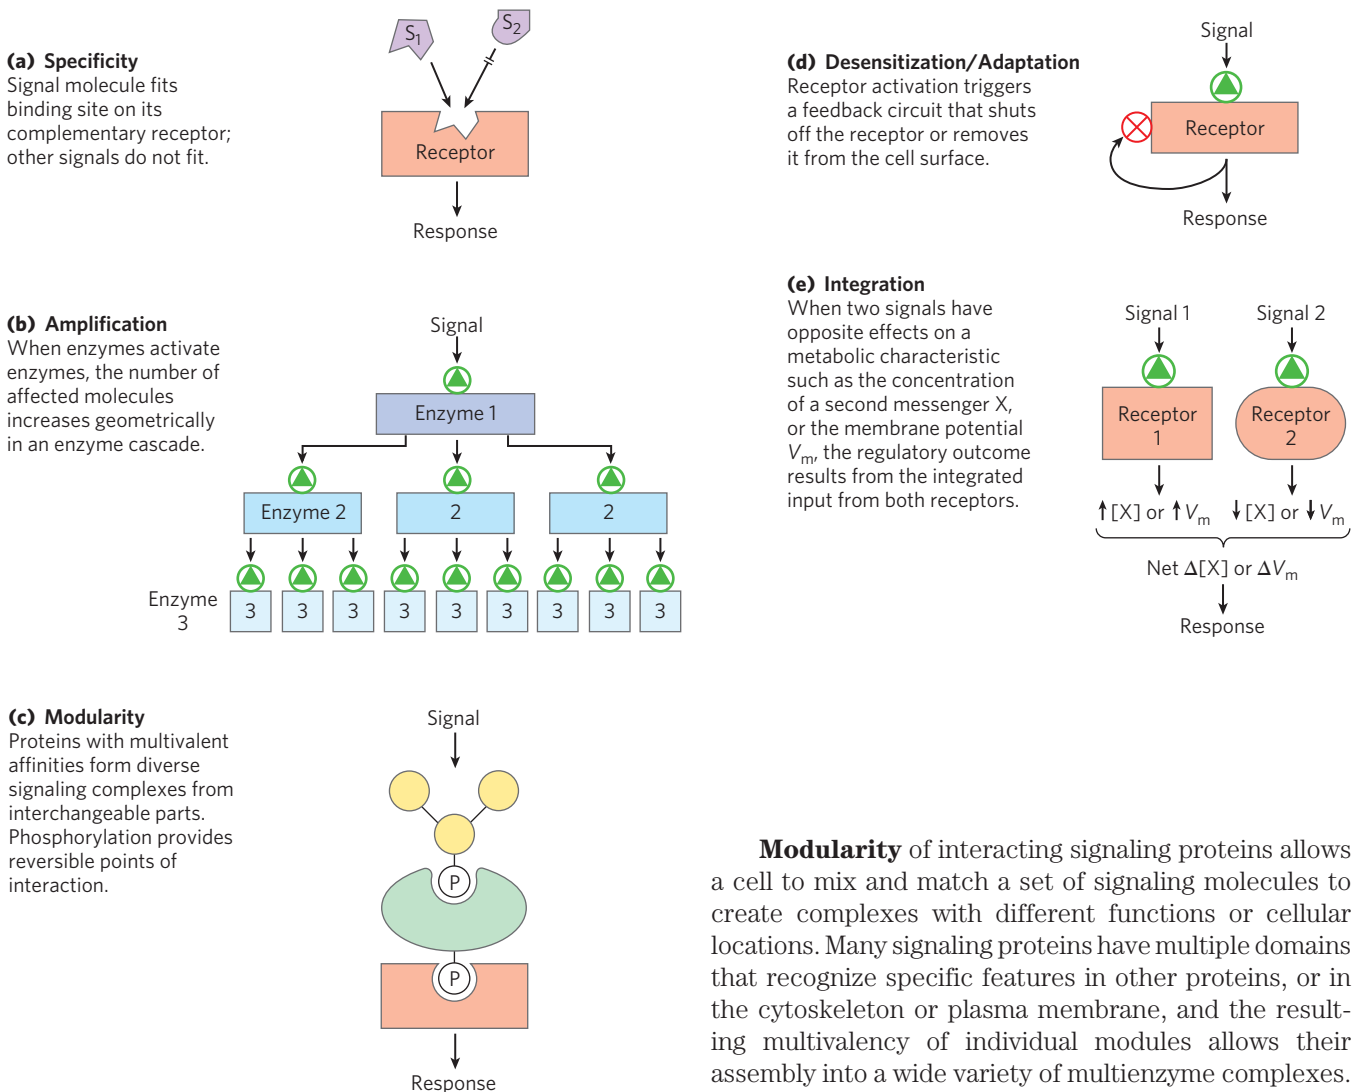 (a) Specificity
Signal molecule fits
binding site on its
complementary receptor;
other signals do not fit.
S1
S2
Receptor
Response
(b) Amplification
When enzymes activate
enzymes, the number of
affected molecules
increases geometrically
in an enzyme cascade.
Signal
Enzyme 1
Enzyme 2
2
2
Enzyme
3
3 3 3 3 3 3 3 3 3
(c) Modularity
Proteins with multivalent
affinities form diverse
signaling complexes from
interchangeable parts.
Phosphorylation provides
reversible points of
interaction.
Signal
P
P
Response
(d) Desensitization/Adaptation
Receptor activation triggers
a feedback circuit that shuts
off the receptor or removes
it from the cell surface.
Signal
Receptor
Response
(e) Integration
When two signals have
opposite effects on a
metabolic characteristic
such as the concentration
of a second messenger X,
or the membrane potential
Vm, the regulatory outcome
results from the integrated
input from both receptors.
Signal 1
Signal 2
Receptor
1
Receptor
2
↑[X] or ↑Vm
↓[X] or ↓Vm
Net Δ[X] or ΔVm
Response
Modularity of interacting signaling proteins allows
a cell to mix and match a set of signaling molecules to
create complexes with different functions or cellular
locations. Many signaling proteins have multiple domains
that recognize specific features in other proteins, or in
the cytoskeleton or plasma membrane, and the result-
ing multivalency of individual modules allows their
assembly into a wide variety of multienzyme complexes.